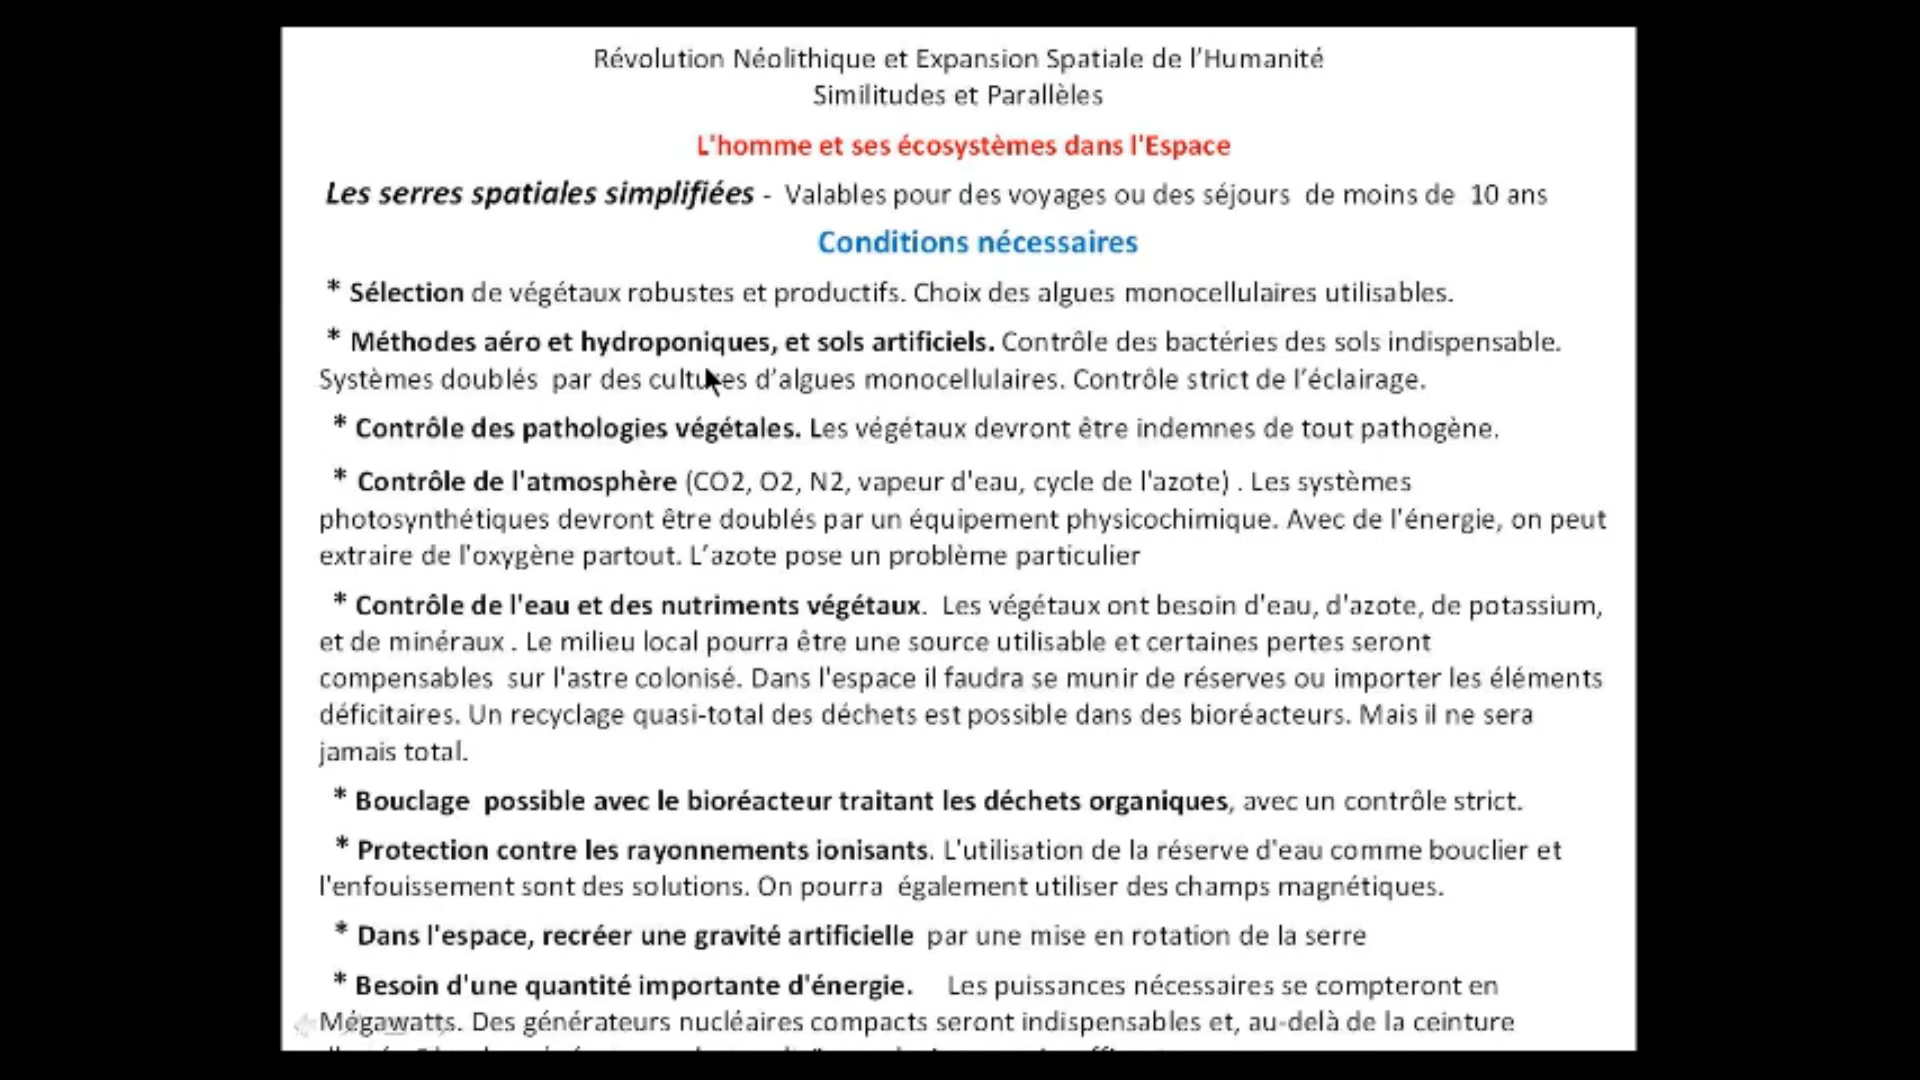 Révolution Néolithique et Expansion Spatiale de l’Humanité
Similitudes et Parallèles
L'homme et ses écosystèmes dans l'Espace
Les serres spatiales simplifiées - Valables pour des voyages ou des séjours de moins de 10 ans
Conditions nécessaires
* Sélection de végétaux robustes et productifs. Choix des algues monocellulaires utilisables.
* Méthodes aéro et hydroponiques, et sols artificiels. Contrôle des bactéries des sols indispensable.
Systèmes doublés par des cultures d’algues monocellulaires. Contrôle strict de l’éclairage.
* Contrôle des pathologies végétales. Les végétaux devront être indemnes de tout pathogène.
* Contrôle de l'atmosphère (CO2, O2, N2, vapeur d'eau, cycle de l'azote) . Les systèmes
photosynthétiques devront être doublés par un équipement physicochimique. Avec de l'énergie, on peut
extraire de l'oxygène partout. L’azote pose un problème particulier
* Contrôle de l'eau et des nutriments végétaux. Les végétaux ont besoin d'eau, d'azote, de potassium,
et de minéraux . Le milieu local pourra être une source utilisable et certaines pertes seront
compensables sur l'astre colonisé. Dans l'espace il faudra se munir de réserves ou importer les éléments
déficitaires. Un recyclage quasi-total des déchets est possible dans des bioréacteurs. Mais il ne sera
jamais total.
* Bouclage possible avec le bioréacteur traitant les déchets organiques, avec un contrôle strict.
* Protection contre les rayonnements ionisants. L'utilisation de la réserve d'eau comme bouclier et
l'enfouissement sont des solutions. On pourra également utiliser des champs magnétiques.
* Dans l'espace, recréer une gravité artificielle par une mise en rotation de la serre
* Besoin d'une quantité importante d'énergie. Les puissances nécessaires se compteront en
Mégawatts. Des générateurs nucléaires compacts seront indispensables et, au-delà de la ceinture